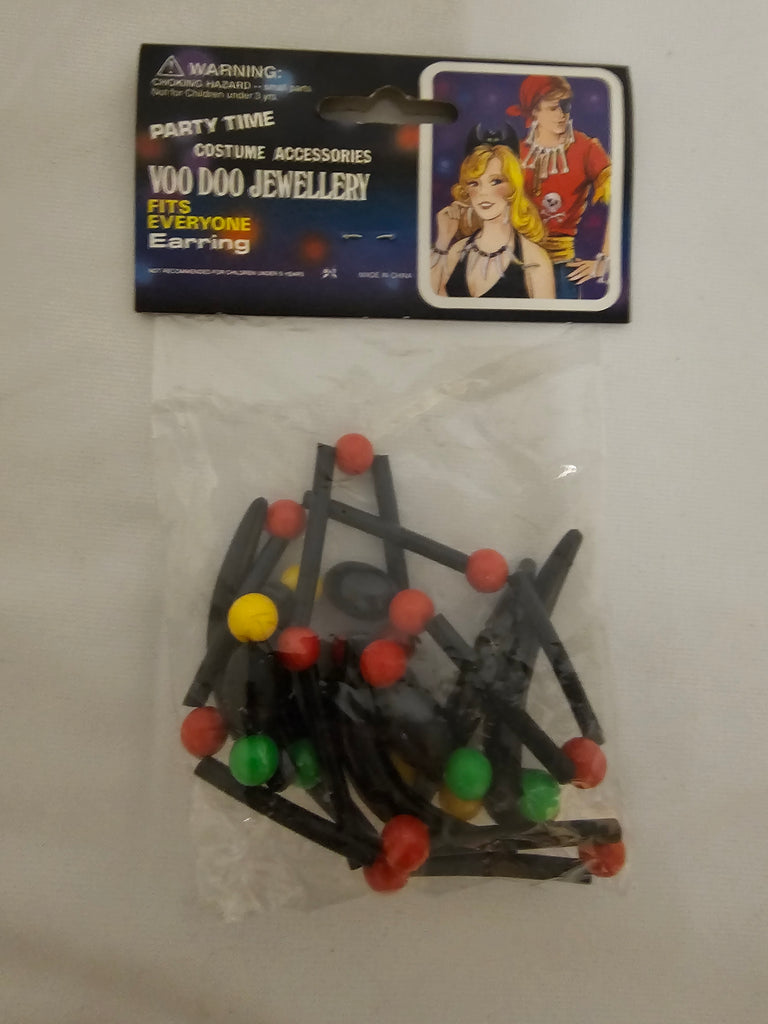 WARNING:
CHOKING HAZARD -- small parts
Not for Children under 3 yrs.
PARTY TIME
COSTUME ACCESSORIES
VOO DOO JEWELLERY
FITS
EVERYONE
Earring
NOT RECOMMENDED FOR CHILDREN UNDER 5 YEARS
MADE IN CHINA